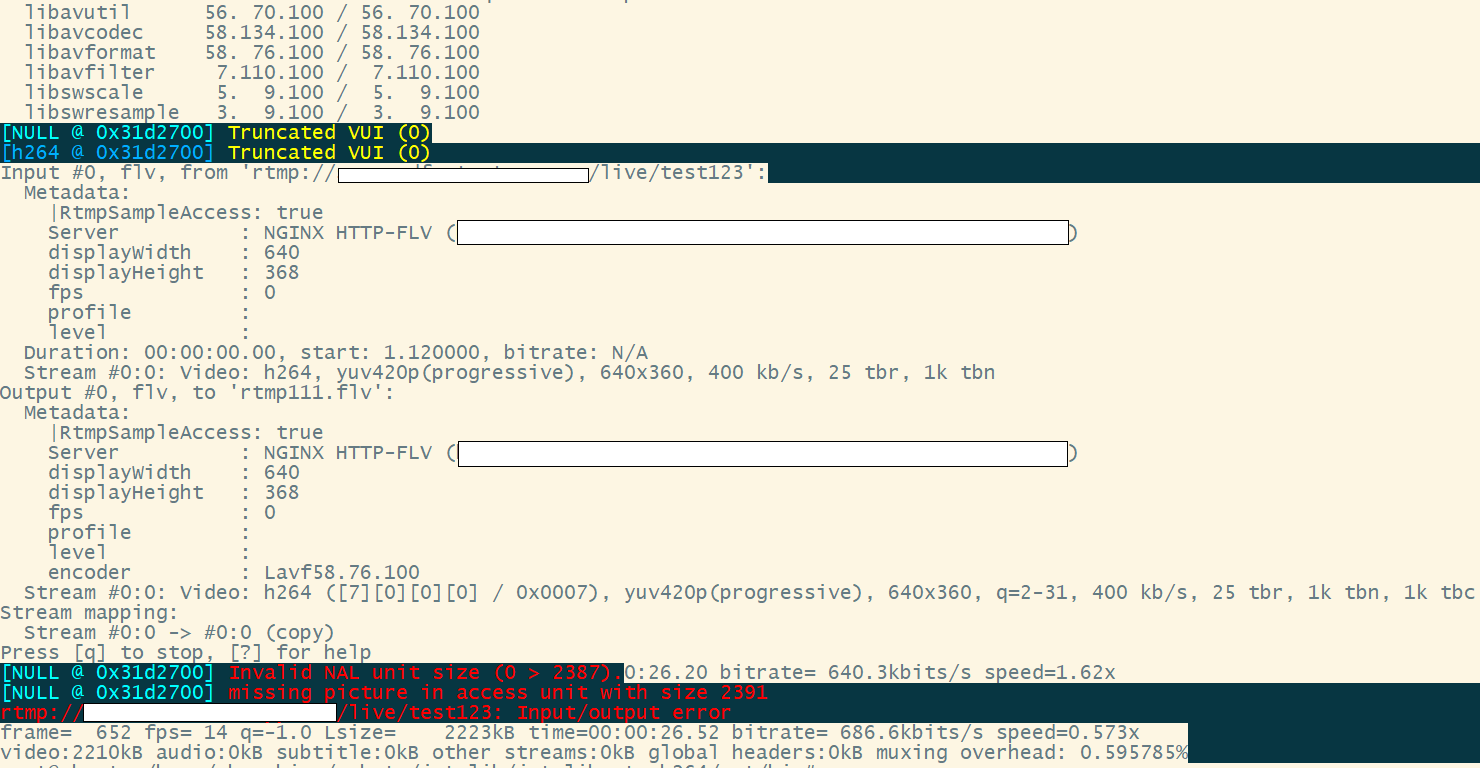 libavutil      56. 70.100 / 56. 70.100
libavcodec     58.134.100 / 58.134.100
libavformat    58. 76.100 / 58. 76.100
libavfilter     7.110.100 /  7.110.100
libswscale      5.  9.100 /  5.  9.100
libswresample   3.  9.100 /  3.  9.100
[NULL @ 0x31d2700] Truncated VUI (0)
[h264 @ 0x31d2700] Truncated VUI (0)
Input #0, flv, from 'rtmp:// /live/test123':
Metadata:
|RtmpSampleAccess: true
Server          : NGINX HTTP-FLV ( )
displayWidth    : 640
displayHeight   : 368
fps             : 0
profile         :
level           :
Duration: 00:00:00.00, start: 1.120000, bitrate: N/A
Stream #0:0: Video: h264, yuv420p(progressive), 640x360, 400 kb/s, 25 tbr, 1k tbn
Output #0, flv, to 'rtmp111.flv':
Metadata:
|RtmpSampleAccess: true
Server          : NGINX HTTP-FLV ( )
displayWidth    : 640
displayHeight   : 368
fps             : 0
profile         :
level           :
encoder         : Lavf58.76.100
Stream #0:0: Video: h264 ([7][0][0][0] / 0x0007), yuv420p(progressive), 640x360, q=2-31, 400 kb/s, 25 tbr, 1k tbn, 1k tbc
Stream mapping:
Stream #0:0 -> #0:0 (copy)
Press [q] to stop, [?] for help
[NULL @ 0x31d2700] Invalid NAL unit size (0 > 2387).0:26.20 bitrate= 640.3kbits/s speed=1.62x
[NULL @ 0x31d2700] missing picture in access unit with size 2391
rtmp:// /live/test123: Input/output error
frame=  652 fps= 14 q=-1.0 Lsize=    2223kB time=00:00:26.52 bitrate= 686.6kbits/s speed=0.573x
video:2210kB audio:0kB subtitle:0kB other streams:0kB global headers:0kB muxing overhead: 0.595785%